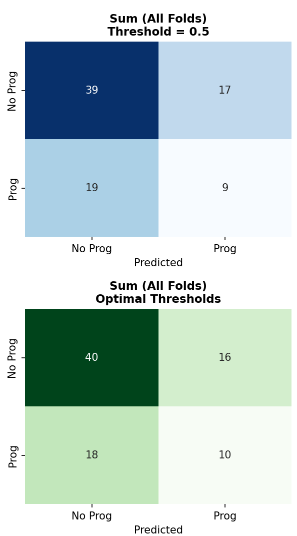 Sum (All Folds)
Threshold = 0.5
No Prog
39
17
Prog
19
9
No Prog
Prog
Predicted
Sum (All Folds)
Optimal Thresholds
No Prog
40
16
Prog
18
10
No Prog
Prog
Predicted